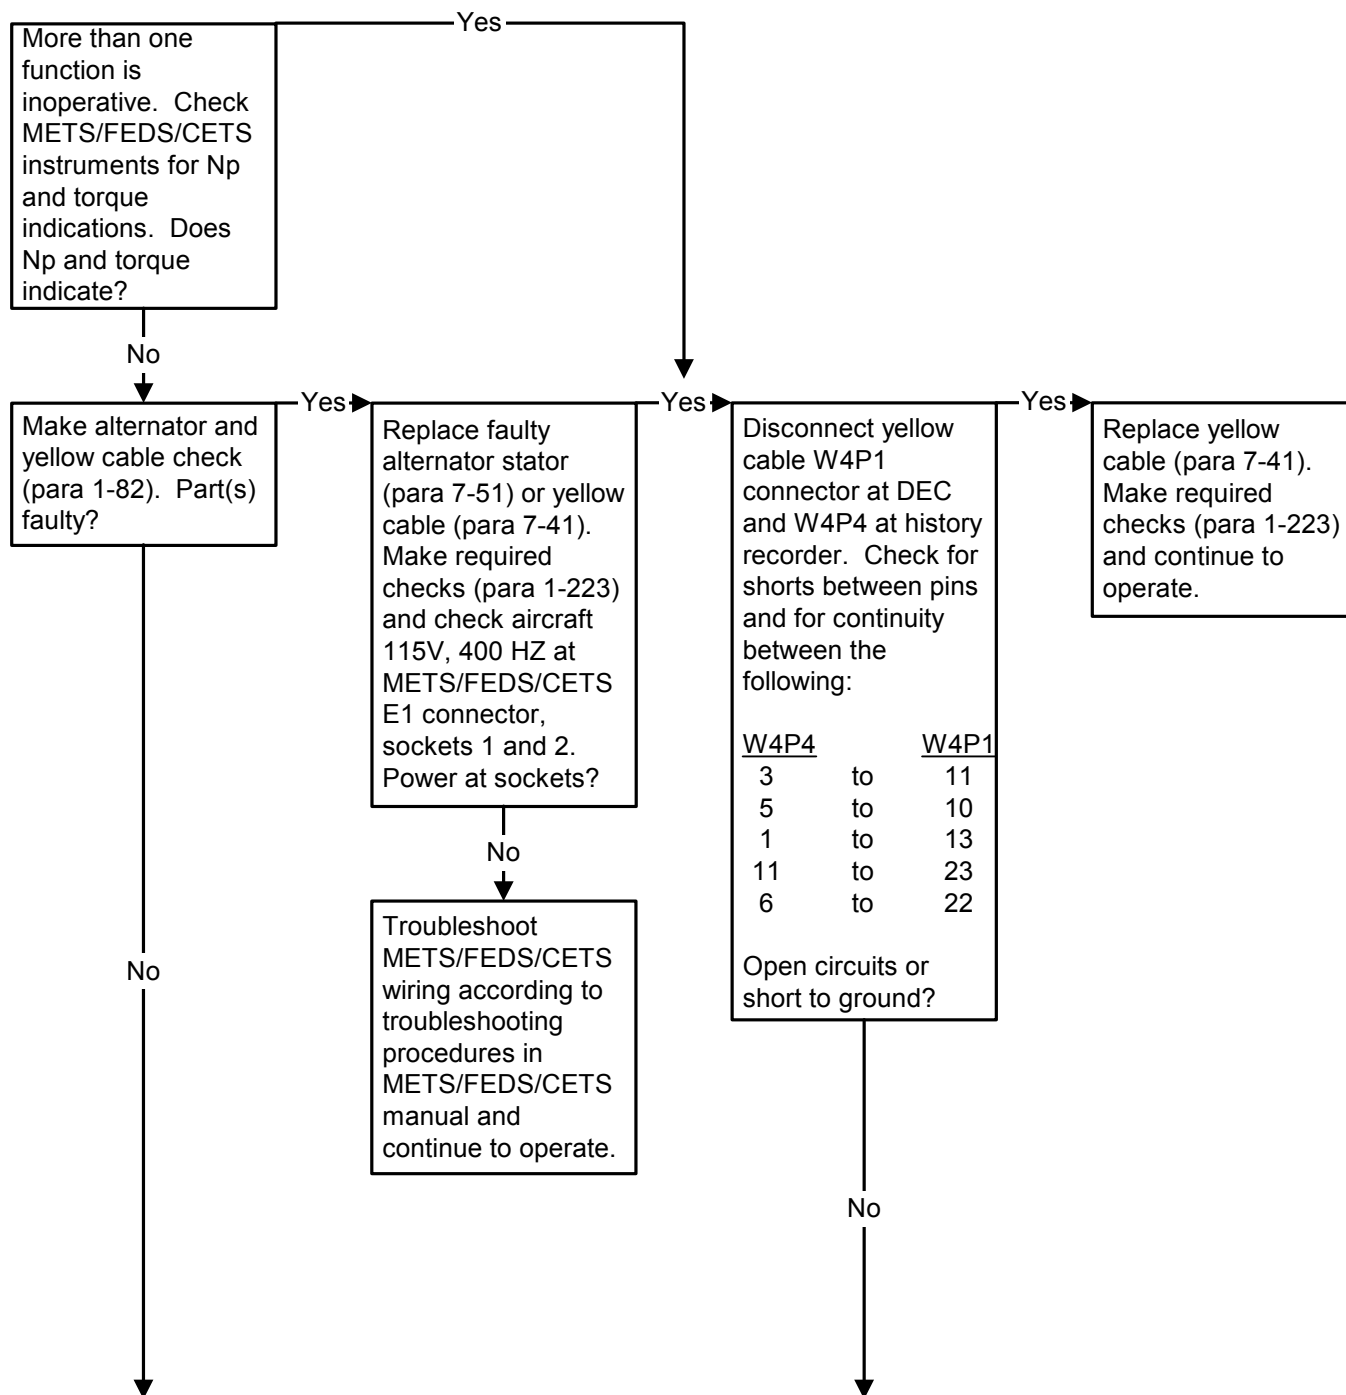 Yes
More than one
function is
inoperative.  Check
METS/FEDS/CETS
instruments for Np
and torque
indications.  Does
Np and torque
indicate?
No
Make alternator and
yellow cable check
(para 1-82).  Part(s)
faulty?
Yes
Replace faulty
alternator stator
(para 7-51) or yellow
cable (para 7-41).
Make required
checks (para 1-223)
and check aircraft
115V, 400 HZ at
METS/FEDS/CETS
E1 connector,
sockets 1 and 2.
Power at sockets?
Yes
Disconnect yellow
cable W4P1
connector at DEC
and W4P4 at history
recorder.  Check for
shorts between pins
and for continuity
between the
following:
W4P4 W4P1
3 to 11
5 to 10
1 to 13
11 to 23
6 to 22
Open circuits or
short to ground?
Yes
Replace yellow
cable (para 7-41).
Make required
checks (para 1-223)
and continue to
operate.
No
Troubleshoot
METS/FEDS/CETS
wiring according to
troubleshooting
procedures in
METS/FEDS/CETS
manual and
continue to operate.
No
No